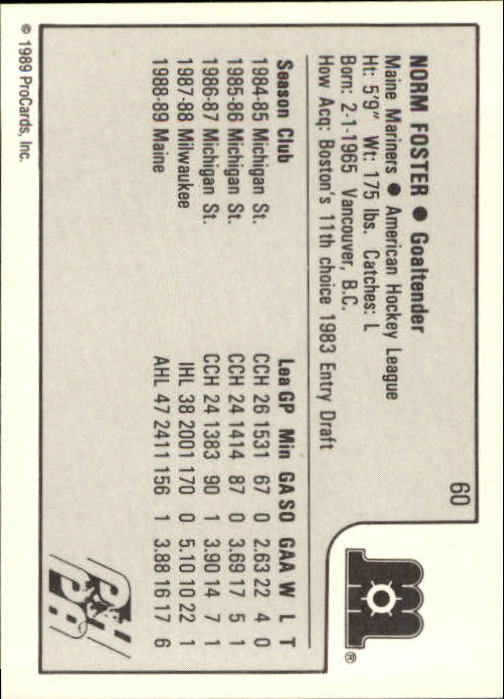 60
NORM FOSTER ● Goaltender
Maine Mariners ● American Hockey League
Ht: 5'9" Wt: 175 lbs. Catches: L
Born: 2-1-1965 Vancouver, B.C.
How Acq: Boston's 11th choice 1983 Entry Draft
Season Club Lea GP Min GA SO GAA W L T
1984-85 Michigan St. CCH 26 1531 67 0 2.63 22 4 0
1985-86 Michigan St. CCH 24 1414 87 0 3.69 17 5 1
1986-87 Michigan St. CCH 24 1383 90 1 3.90 14 7 1
1987-88 Milwaukee IHL 38 2001 170 0 5.10 10 22 1
1988-89 Maine AHL 47 2411 156 1 3.88 16 17 6
© 1989 ProCards, Inc.
m ®